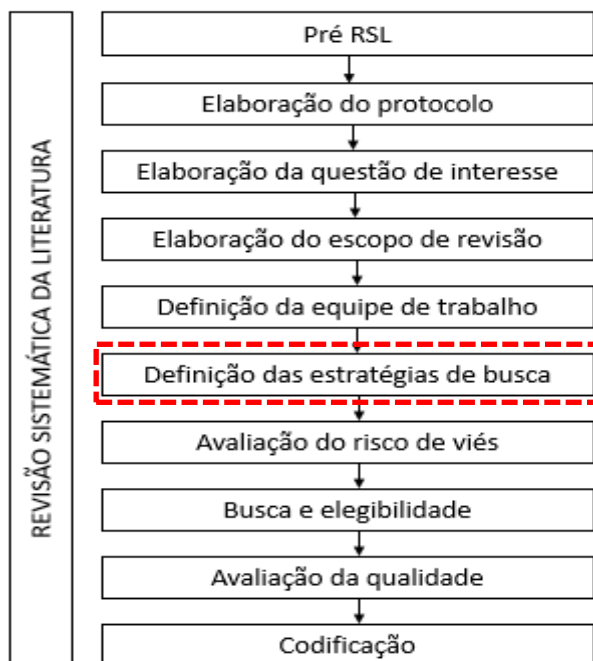 REVISÃO SISTEMÁTICA DA LITERATURA
Pré RSL
Elaboração do protocolo
Elaboração da questão de interesse
Elaboração do escopo de revisão
Definição da equipe de trabalho
Definição das estratégias de busca
Avaliação do risco de viés
Busca e elegibilidade
Avaliação da qualidade
Codificação